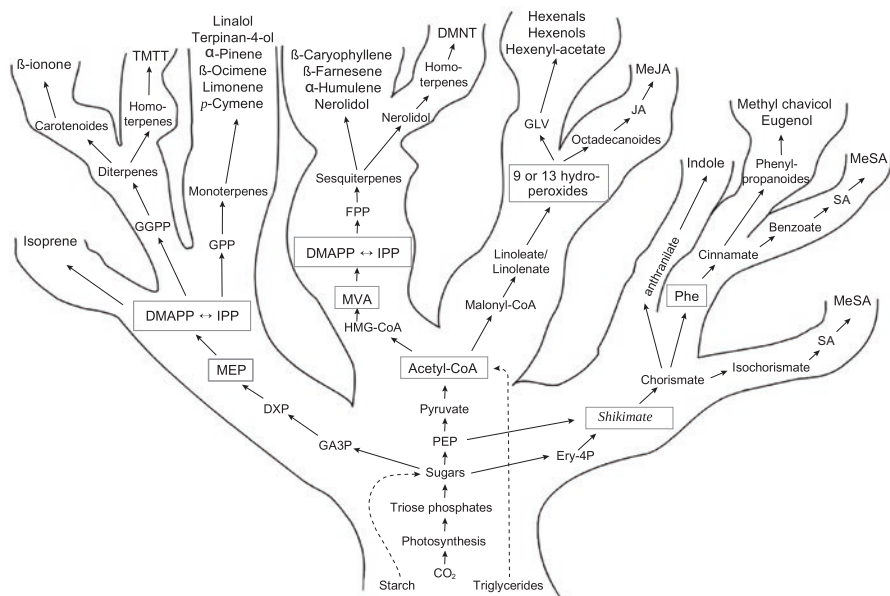 Linalol
Terpinan-4-ol
α-Pinene
ß-Ocimene
Limonene
p-Cymene
ß-Caryophyllene
ß-Farnesene
α-Humulene
Nerolidol
DMNT
Homo-
terpenes
Nerolidol
Hexenals
Hexenols
Hexenyl-acetate
MeJA
JA
GLV
Octadecanoides
ß-ionone
TMTT
Carotenoides
Homo-
terpenes
Diterpenes
Monoterpenes
Sesquiterpenes
9 or 13 hydro-
peroxides
Methyl chavicol
Eugenol
Indole
Phenyl-
propanoides
MeSA
SA
Benzoate
Cinnamate
anthranilate
Phe
Isoprene
GGPP
GPP
FPP
DMAPP ↔ IPP
Linoleate/
Linolenate
DMAPP ↔ IPP
MVA
Malonyl-CoA
HMG-CoA
MeSA
SA
Isochorismate
Chorismate
MEP
Acetyl-CoA
DXP
Pyruvate
Shikimate
GA3P
PEP
Ery-4P
Sugars
Triose phosphates
Photosynthesis
CO₂
Starch
Triglycerides